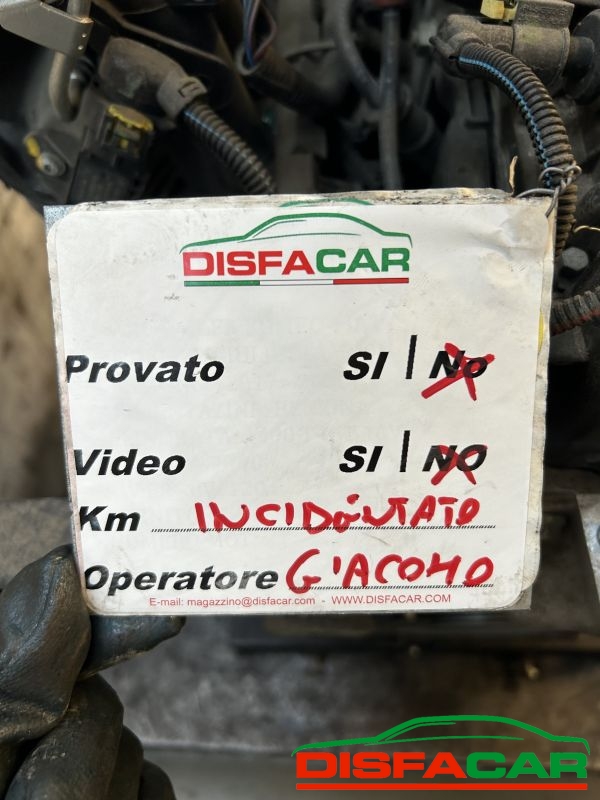 DISFACAR
Provato SI | No
Video SI | NO
Km INCIDENTATO
Operatore GIACOMO
E-mail: magazzino@disfacar.com - WWW.DISFACAR.COM
DISFACAR